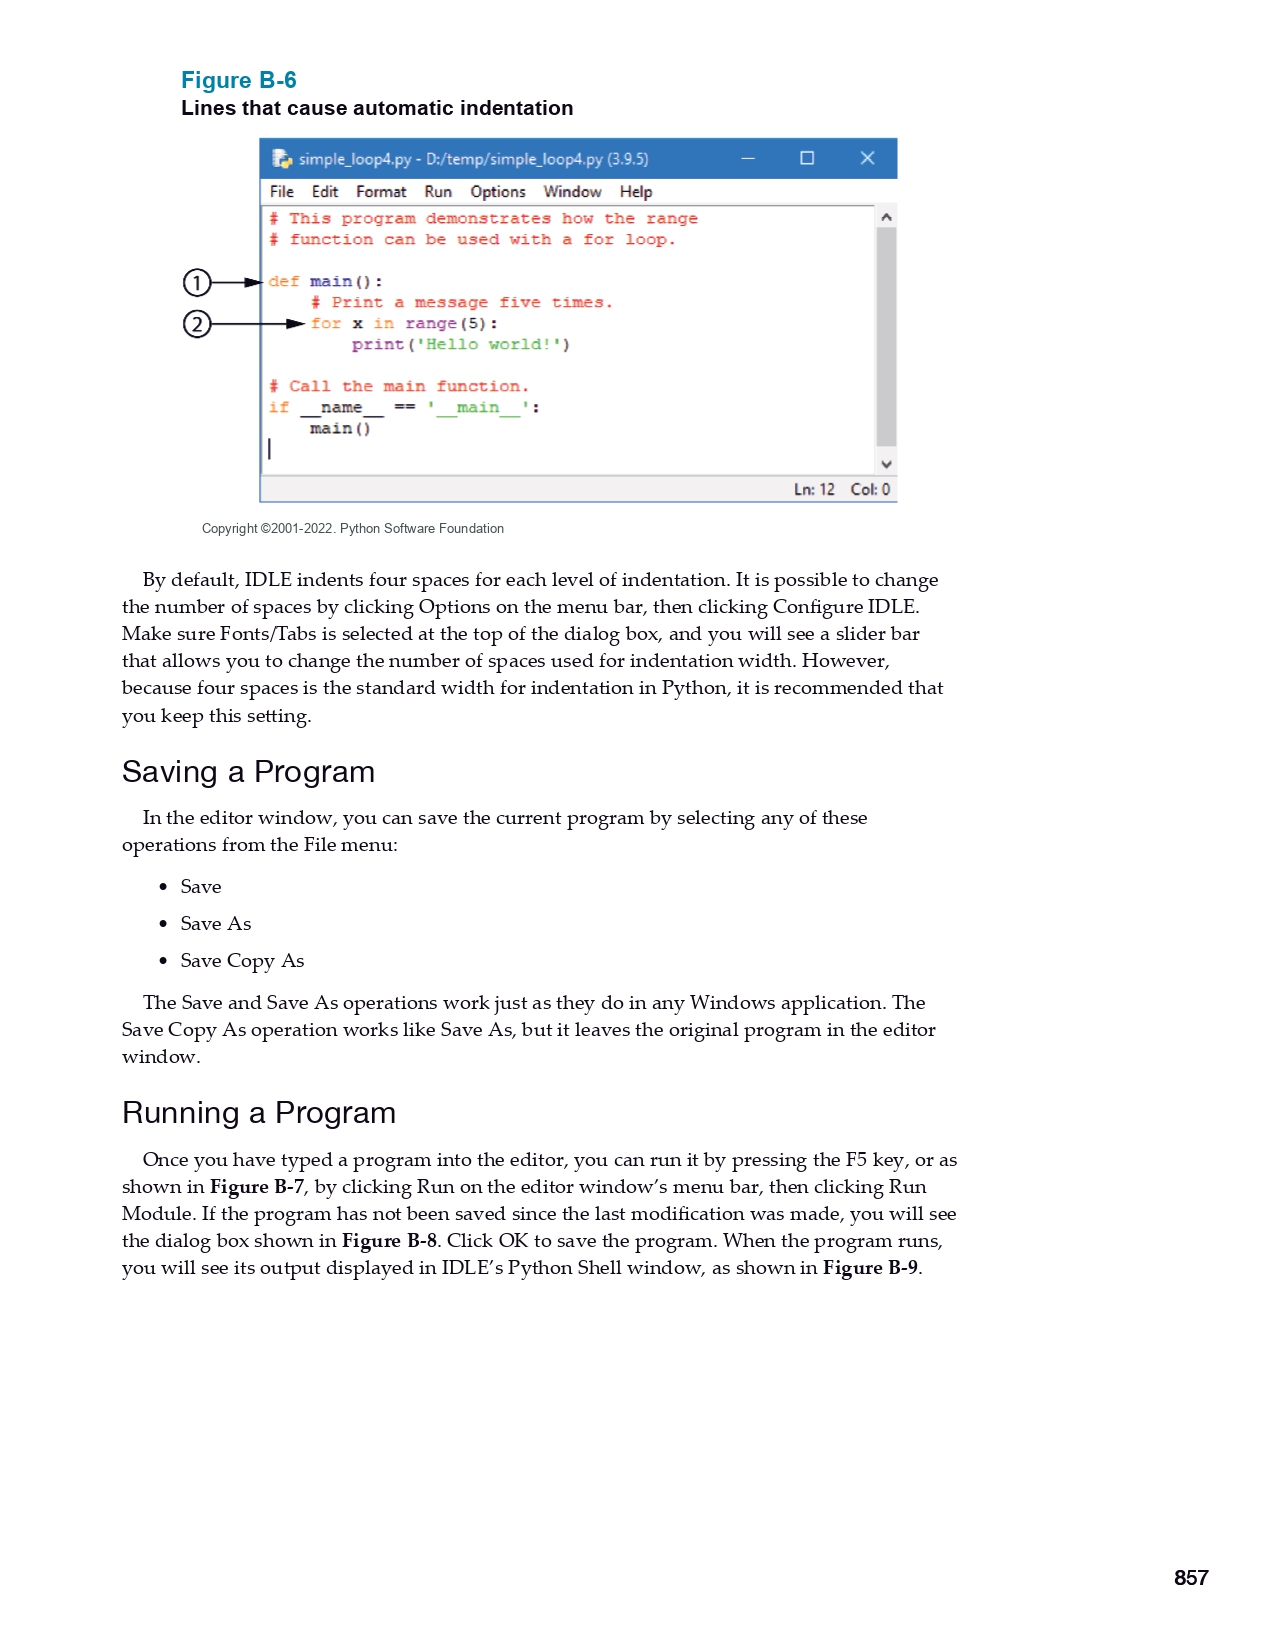 Figure B-6
Lines that cause automatic indentation
simple_loop4.py - D:/temp/simple_loop4.py (3.9.5)
File Edit Format Run Options Window Help
# This program demonstrates how the range
# function can be used with a for loop.
1 def main():
# Print a message five times.
2 for x in range(5):
print('Hello world!')
# Call the main function.
if __name__ == '__main__':
main()
Ln: 12 Col: 0
Copyright ©2001-2022. Python Software Foundation
By default, IDLE indents four spaces for each level of indentation. It is possible to change
the number of spaces by clicking Options on the menu bar, then clicking Configure IDLE.
Make sure Fonts/Tabs is selected at the top of the dialog box, and you will see a slider bar
that allows you to change the number of spaces used for indentation width. However,
because four spaces is the standard width for indentation in Python, it is recommended that
you keep this setting.
Saving a Program
In the editor window, you can save the current program by selecting any of these
operations from the File menu:
• Save
• Save As
• Save Copy As
The Save and Save As operations work just as they do in any Windows application. The
Save Copy As operation works like Save As, but it leaves the original program in the editor
window.
Running a Program
Once you have typed a program into the editor, you can run it by pressing the F5 key, or as
shown in Figure B-7, by clicking Run on the editor window’s menu bar, then clicking Run
Module. If the program has not been saved since the last modification was made, you will see
the dialog box shown in Figure B-8. Click OK to save the program. When the program runs,
you will see its output displayed in IDLE’s Python Shell window, as shown in Figure B-9.
857